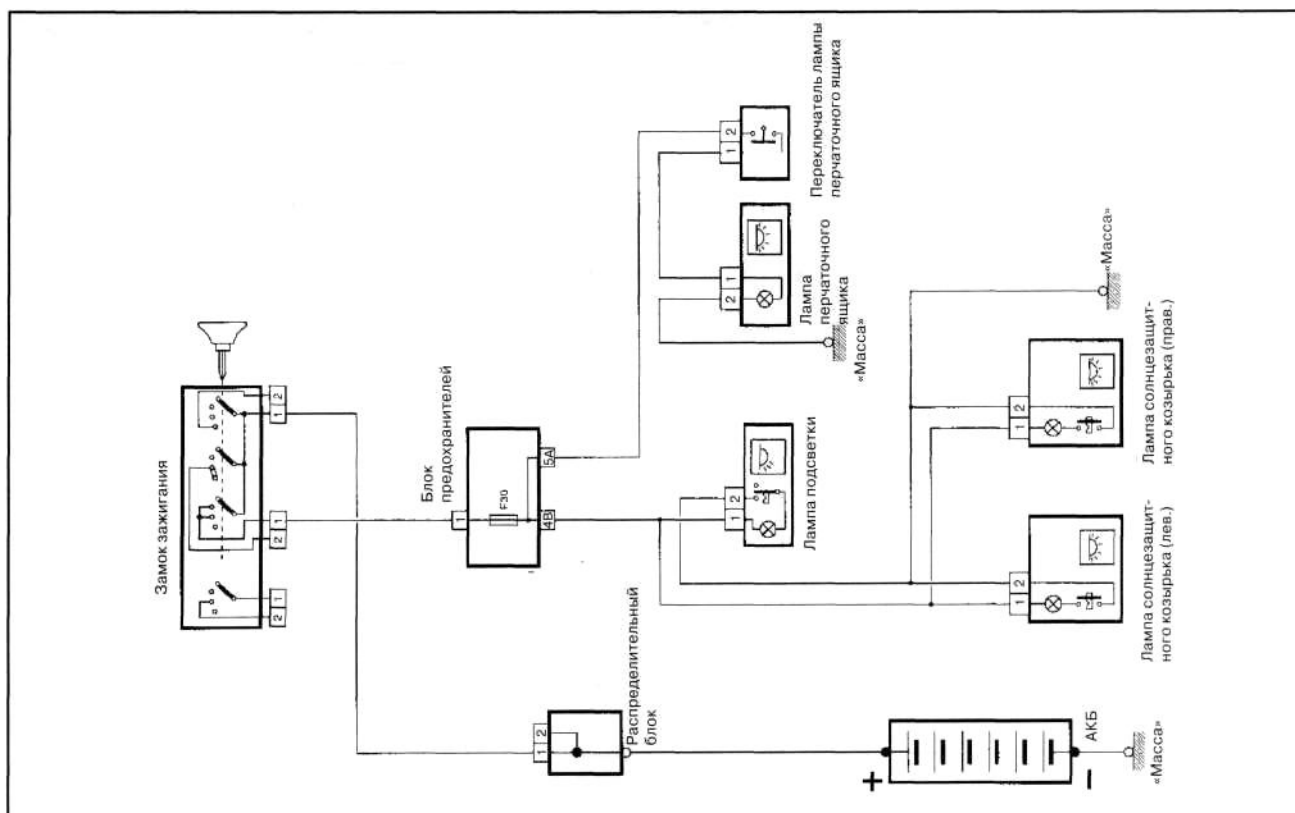 Замок зажигания
2
1
2
1
2
1
Блок
предохранителей
1
F30
4B
5A
Переключатель лампы
перчаточного ящика
1
2
Лампа
перчаточного
ящика
2
1
«Масса»
Лампа подсветки
1
2
«Масса»
Лампа солнцезащит-
ного козырька (прав.)
1
2
Лампа солнцезащит-
ного козырька (лев.)
1
2
Распределительный
блок
1
2
+
−
АКБ
«Масса»